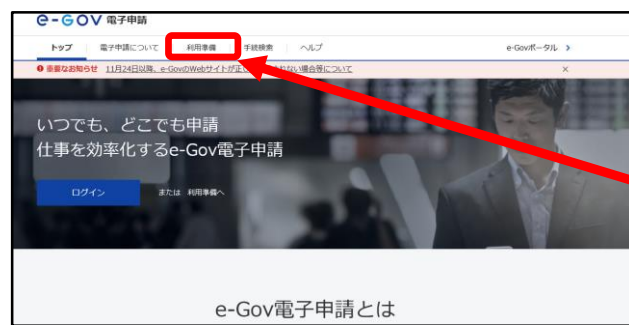 e-GOV 電子申請
トップ 電子申請について 利用準備 手続検索 ヘルプ e-Govポータル
重要なお知らせ 11月24日以降、e-GovのWebサイトが正し れない場合等について ×
いつでも、どこでも申請
仕事を効率化するe-Gov電子申請
ログイン または 利用準備へ
e-Gov電子申請とは